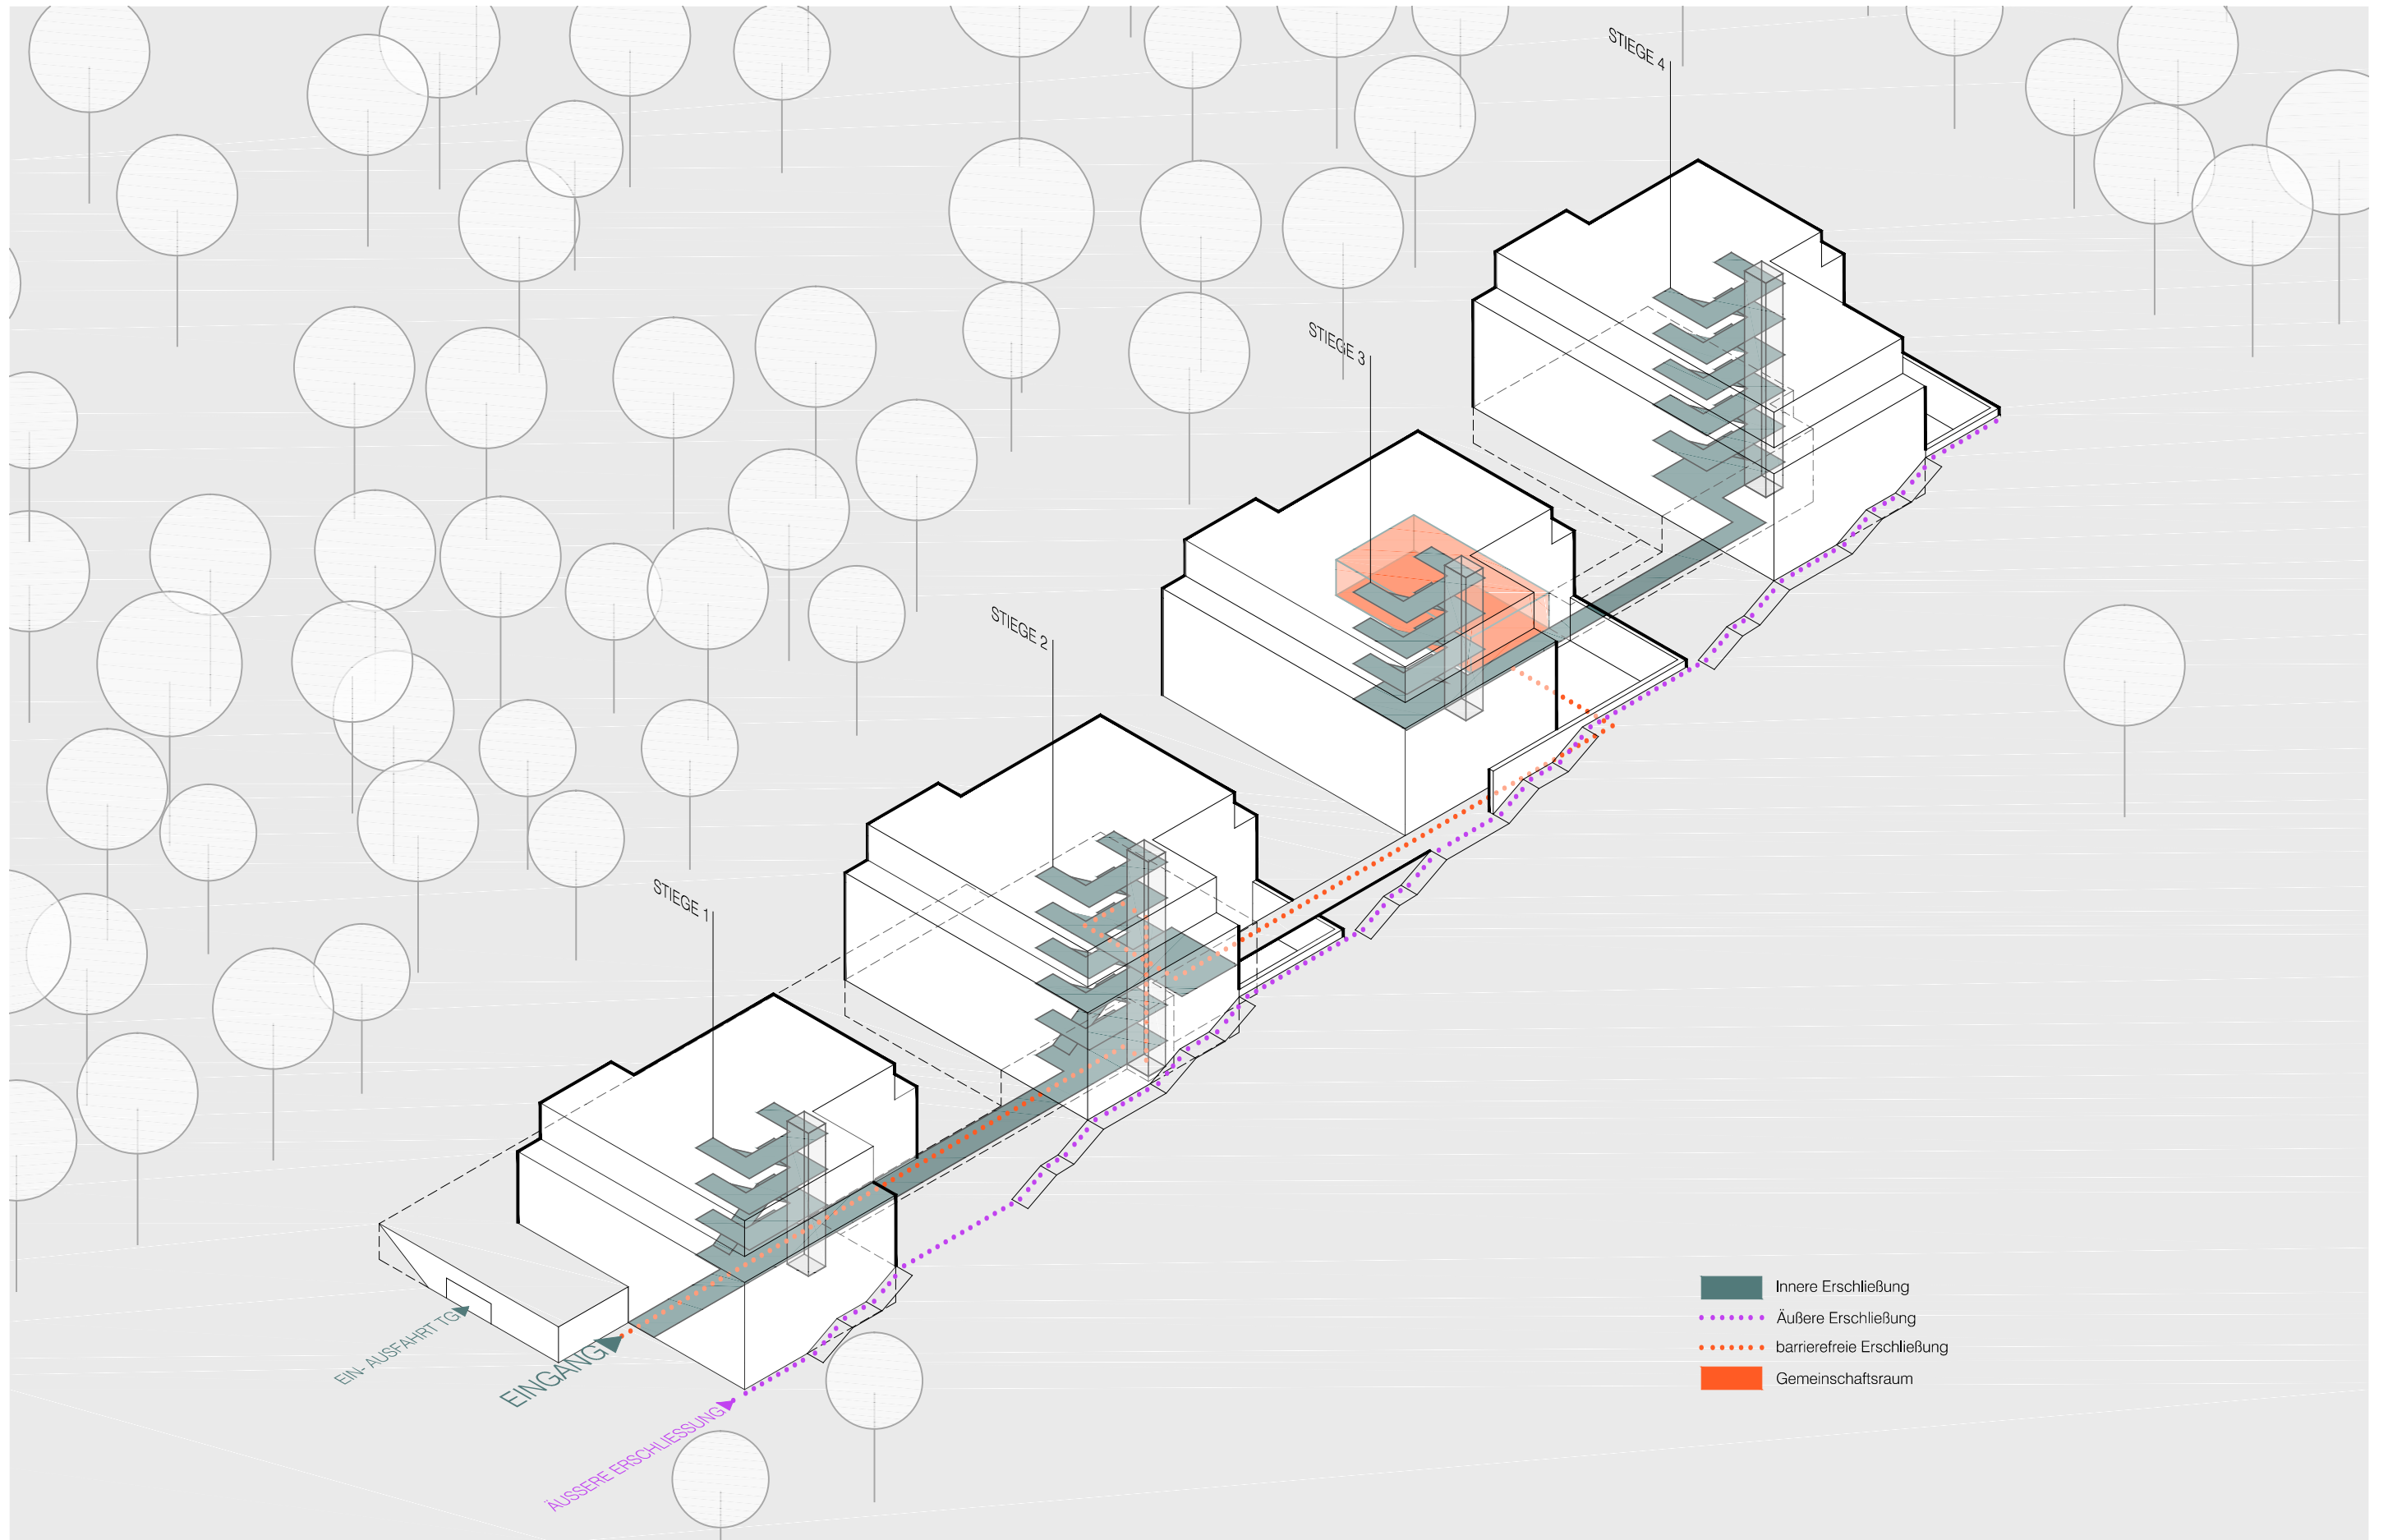 STIEGE 4
STIEGE 3
STIEGE 2
STIEGE 1
EIN- AUSFAHRT TG
EINGANG
ÄUSSERE ERSCHLIESSUNG
Innere Erschließung
Äußere Erschließung
barrierefreie Erschließung
Gemeinschaftsraum